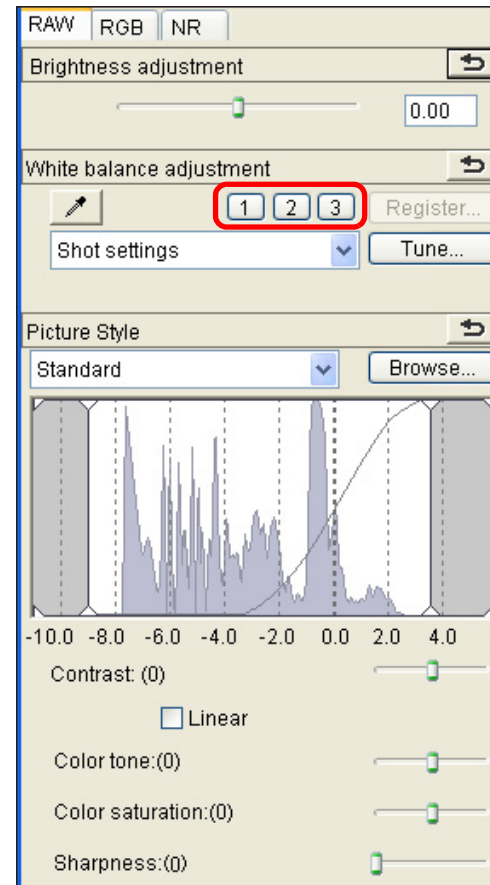 RAW RGB NR
Brightness adjustment
0.00
White balance adjustment
1 2 3 Register...
Shot settings Tune...
Picture Style
Standard Browse...
-10.0 -8.0 -6.0 -4.0 -2.0 0.0 2.0 4.0
Contrast: (0)
Linear
Color tone:(0)
Color saturation:(0)
Sharpness:(0)